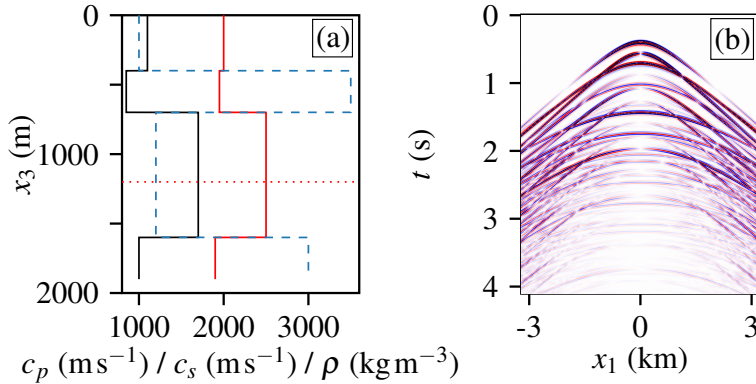 0
1000
2000
x₃ (m)
(a)
1000 2000 3000
cₚ (m s⁻¹) / cₛ (m s⁻¹) / ρ (kg m⁻³)
0
1
2
3
4
t (s)
(b)
-3 0 3
x₁ (km)